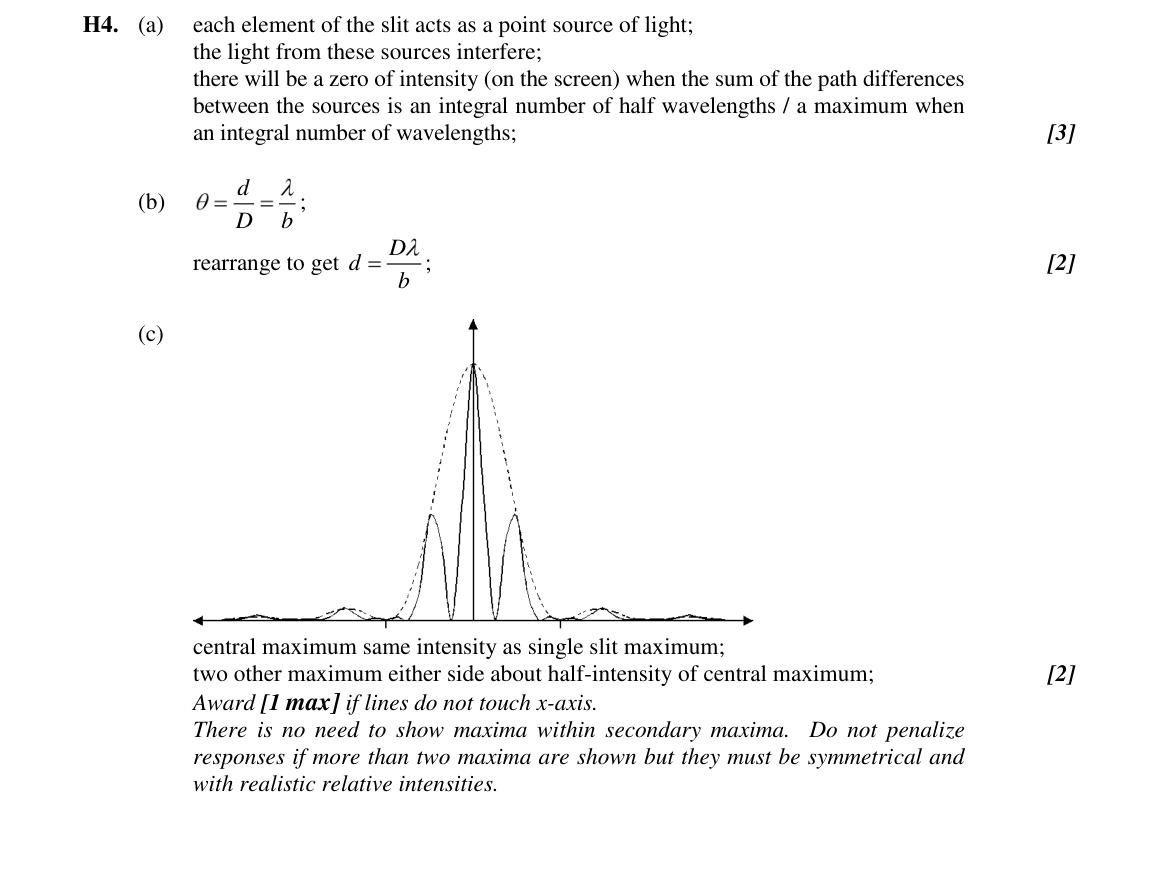 H4. (a) each element of the slit acts as a point source of light;
the light from these sources interfere;
there will be a zero of intensity (on the screen) when the sum of the path differences
between the sources is an integral number of half wavelengths / a maximum when
an integral number of wavelengths; [3]
(b) θ = d/D = λ/b;
rearrange to get d = Dλ/b; [2]
(c)
central maximum same intensity as single slit maximum;
two other maximum either side about half-intensity of central maximum; [2]
Award [1 max] if lines do not touch x-axis.
There is no need to show maxima within secondary maxima. Do not penalize
responses if more than two maxima are shown but they must be symmetrical and
with realistic relative intensities.